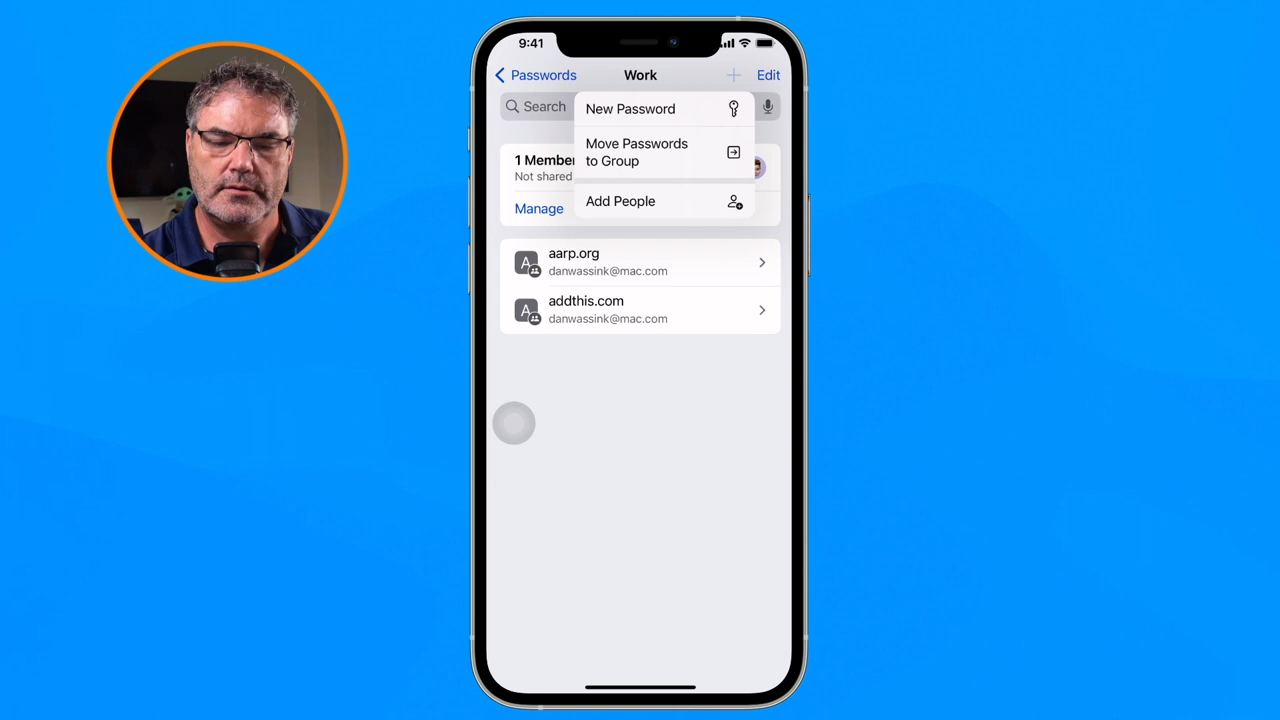 9:41
Passwords
Work
Edit
Search
New Password
Move Passwords
to Group
Add People
1 Member
Not shared
Manage
A
aarp.org
danwassink@mac.com
A
addthis.com
danwassink@mac.com